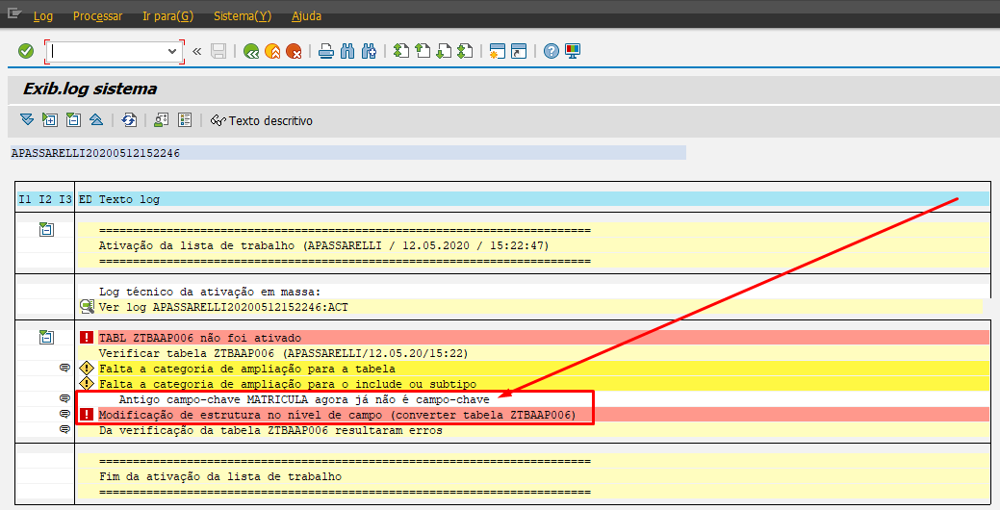 Log Processar Ir para(G) Sistema(Y) Ajuda
Exib.log sistema
Texto descritivo
APASSARELLI20200512152246
I1 I2 I3 ED Texto log
=========================================================================
Ativação da lista de trabalho (APASSARELLI / 12.05.2020 / 15:22:47)
=========================================================================
Log técnico da ativação em massa:
Ver log APASSARELLI20200512152246:ACT
TABL ZTBAAP006 não foi ativado
Verificar tabela ZTBAAP006 (APASSARELLI/12.05.20/15:22)
Falta a categoria de ampliação para a tabela
Falta a categoria de ampliação para o include ou subtipo
Antigo campo-chave MATRICULA agora já não é campo-chave
Modificação de estrutura no nível de campo (converter tabela ZTBAAP006)
Da verificação da tabela ZTBAAP006 resultaram erros
=========================================================================
Fim da ativação da lista de trabalho
=========================================================================